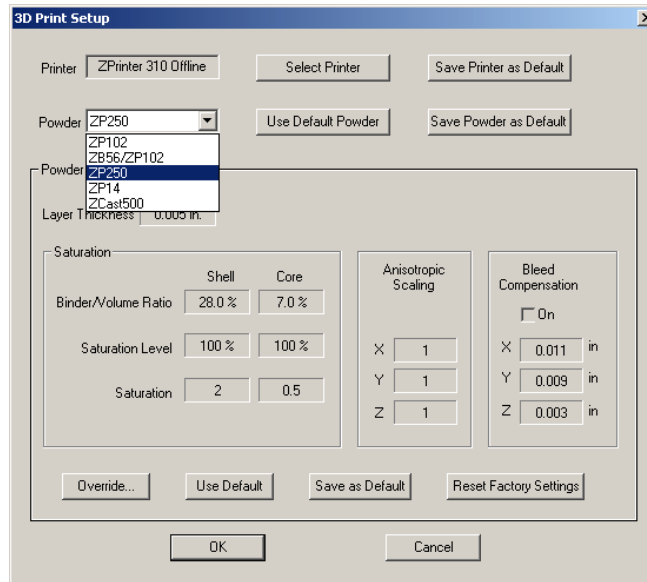 3D Print Setup
Printer ZPrinter 310 Offline Select Printer Save Printer as Default
Powder ZP250 Use Default Powder Save Powder as Default
ZP102
ZB56/ZP102
ZP250
ZP14
ZCast500
Powder
Layer Thickness 0.005 in.
Saturation
Shell Core
Binder/Volume Ratio 28.0 % 7.0 %
Saturation Level 100 % 100 %
Saturation 2 0.5
Anisotropic
Scaling
X 1
Y 1
Z 1
Bleed
Compensation
On
X 0.011 in
Y 0.009 in
Z 0.003 in
Override... Use Default Save as Default Reset Factory Settings
OK Cancel